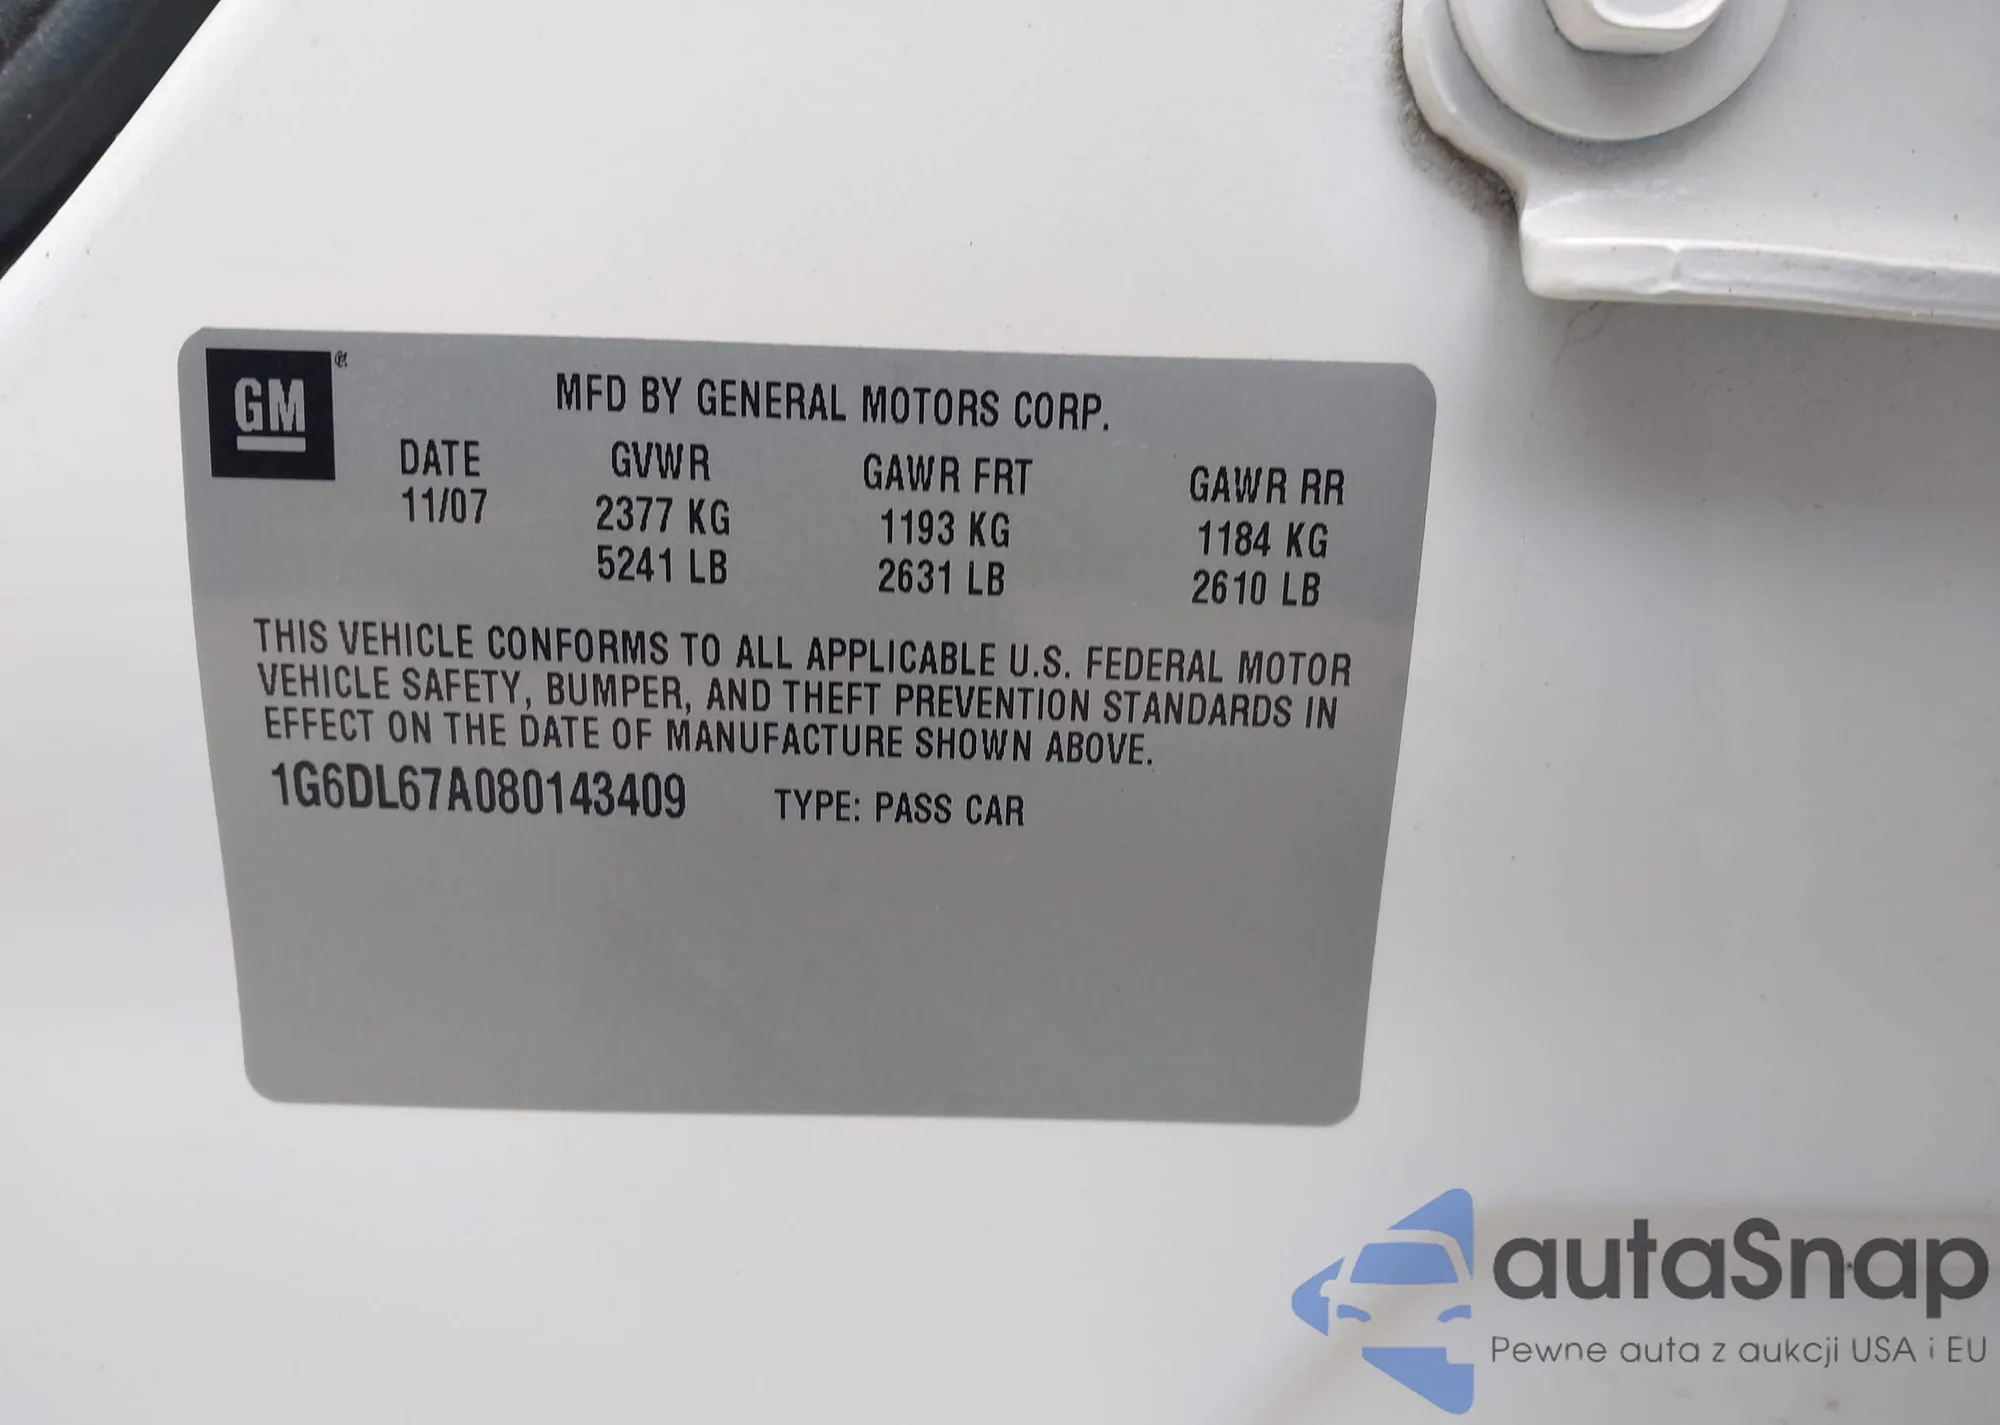 GM
MFD BY GENERAL MOTORS CORP.
DATE GVWR GAWR FRT GAWR RR
11/07 2377 KG 1193 KG 1184 KG
5241 LB 2631 LB 2610 LB
THIS VEHICLE CONFORMS TO ALL APPLICABLE U.S. FEDERAL MOTOR
VEHICLE SAFETY, BUMPER, AND THEFT PREVENTION STANDARDS IN
EFFECT ON THE DATE OF MANUFACTURE SHOWN ABOVE.
1G6DL67A080143409 TYPE: PASS CAR
autaSnap
Pewne auta z aukcji USA i EU